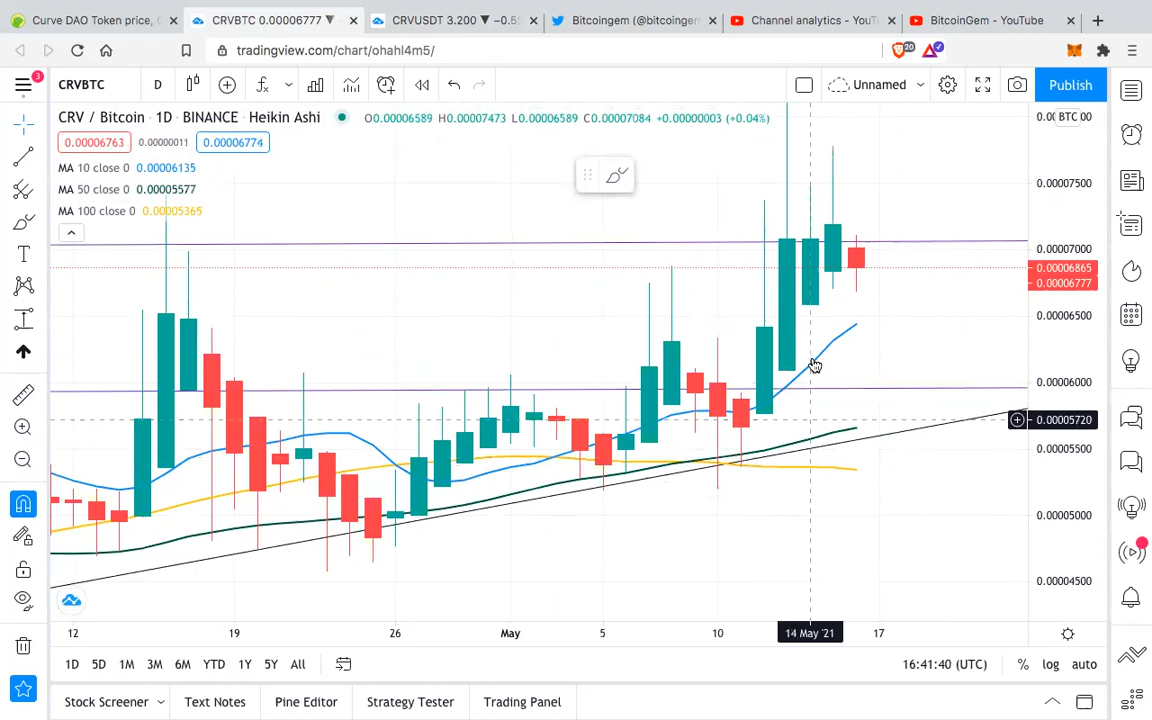 Curve DAO Token price, C
CRVBTC 0.00006777 ▼ −
CRVUSDT 3.200 ▼ −0.5
Bitcoingem (@bitcoingem
Channel analytics - YouTu
BitcoinGem - YouTube
tradingview.com/chart/ohahl4m5/
20
3
CRVBTC
D
Unnamed
Publish
CRV / Bitcoin · 1D · BINANCE · Heikin Ashi
O0.00006589 H0.00007473 L0.00006589 C0.00007084 +0.00000003 (+0.04%)
BTC
00
0.00006763
0.00000011
0.00006774
MA 10 close 0 0.00006135
MA 50 close 0 0.00005577
MA 100 close 0 0.00005365
0.00007500
0.00007000
0.00006865
0.00006777
0.00006500
0.00006000
0.00005720
0.00005500
0.00005000
0.00004500
12
19
26
May
5
10
14 May '21
17
1D 5D 1M 3M 6M YTD 1Y 5Y All
16:41:40 (UTC)
% log auto
Stock Screener
Text Notes
Pine Editor
Strategy Tester
Trading Panel